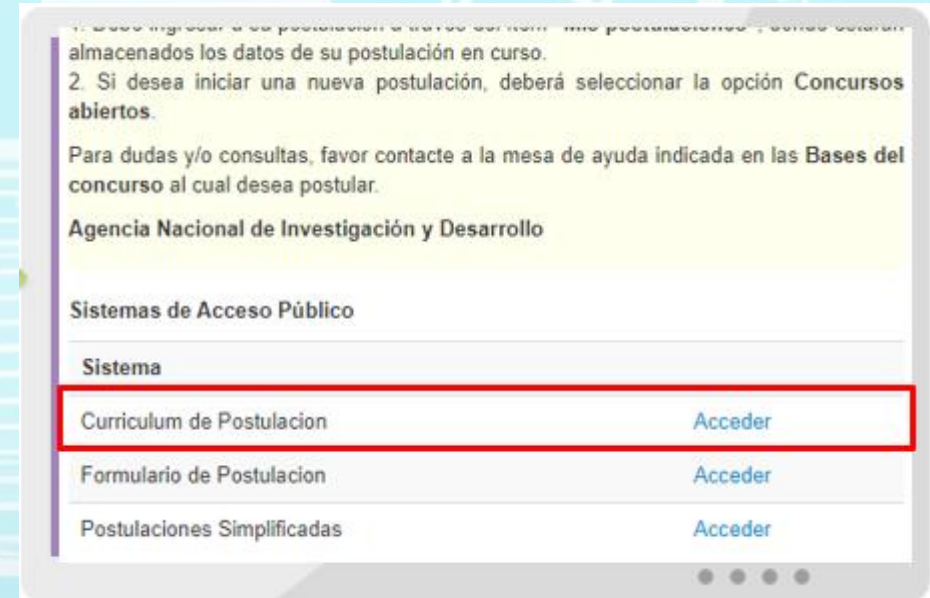 almacenados los datos de su postulación en curso.
2. Si desea iniciar una nueva postulación, deberá seleccionar la opción Concursos
abiertos.
Para dudas y/o consultas, favor contacte a la mesa de ayuda indicada en las Bases del
concurso al cual desea postular.
Agencia Nacional de Investigación y Desarrollo
Sistemas de Acceso Público
Sistema
Curriculum de Postulacion Acceder
Formulario de Postulacion Acceder
Postulaciones Simplificadas Acceder